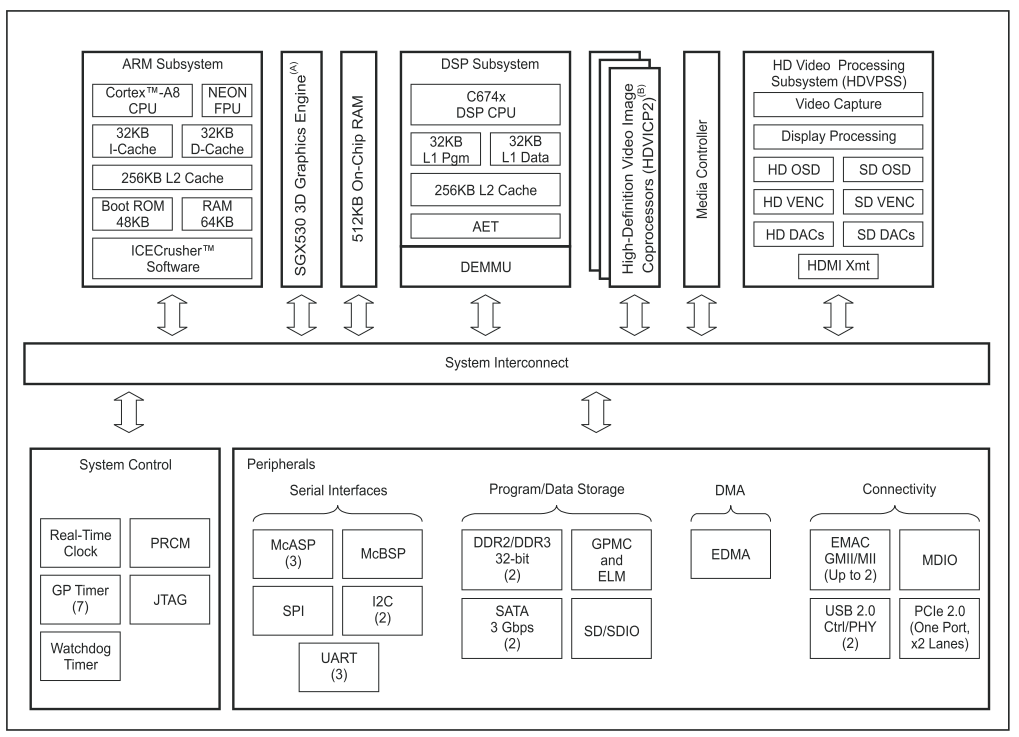 ARM Subsystem
Cortex™-A8
CPU
NEON
FPU
32KB
I-Cache
32KB
D-Cache
256KB L2 Cache
Boot ROM
48KB
RAM
64KB
ICECrusher™
Software
SGX530 3D Graphics Engine(A)
512KB On-Chip RAM
DSP Subsystem
C674x
DSP CPU
32KB
L1 Pgm
32KB
L1 Data
256KB L2 Cache
AET
DEMMU
High-Definition Video Image
Coprocessors (HDVICP2)(B)
Media Controller
HD Video Processing
Subsystem (HDVPSS)
Video Capture
Display Processing
HD OSD
SD OSD
HD VENC
SD VENC
HD DACs
SD DACs
HDMI Xmt
System Interconnect
System Control
Real-Time
Clock
PRCM
GP Timer
(7)
JTAG
Watchdog
Timer
Peripherals
Serial Interfaces
McASP
(3)
McBSP
SPI
I2C
(2)
UART
(3)
Program/Data Storage
DDR2/DDR3
32-bit
(2)
GPMC
and
ELM
SATA
3 Gbps
(2)
SD/SDIO
DMA
EDMA
Connectivity
EMAC
GMII/MII
(Up to 2)
MDIO
USB 2.0
Ctrl/PHY
(2)
PCIe 2.0
(One Port,
x2 Lanes)